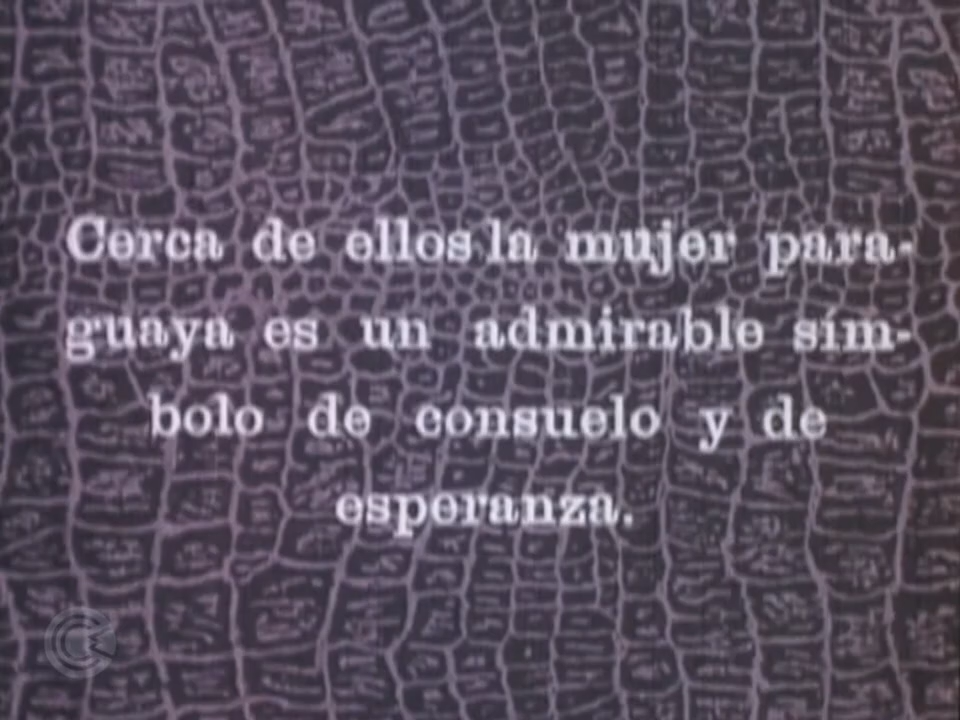 Cerca de ellos la mujer para-
guaya es un admirable sím-
bolo de consuelo y de
esperanza.